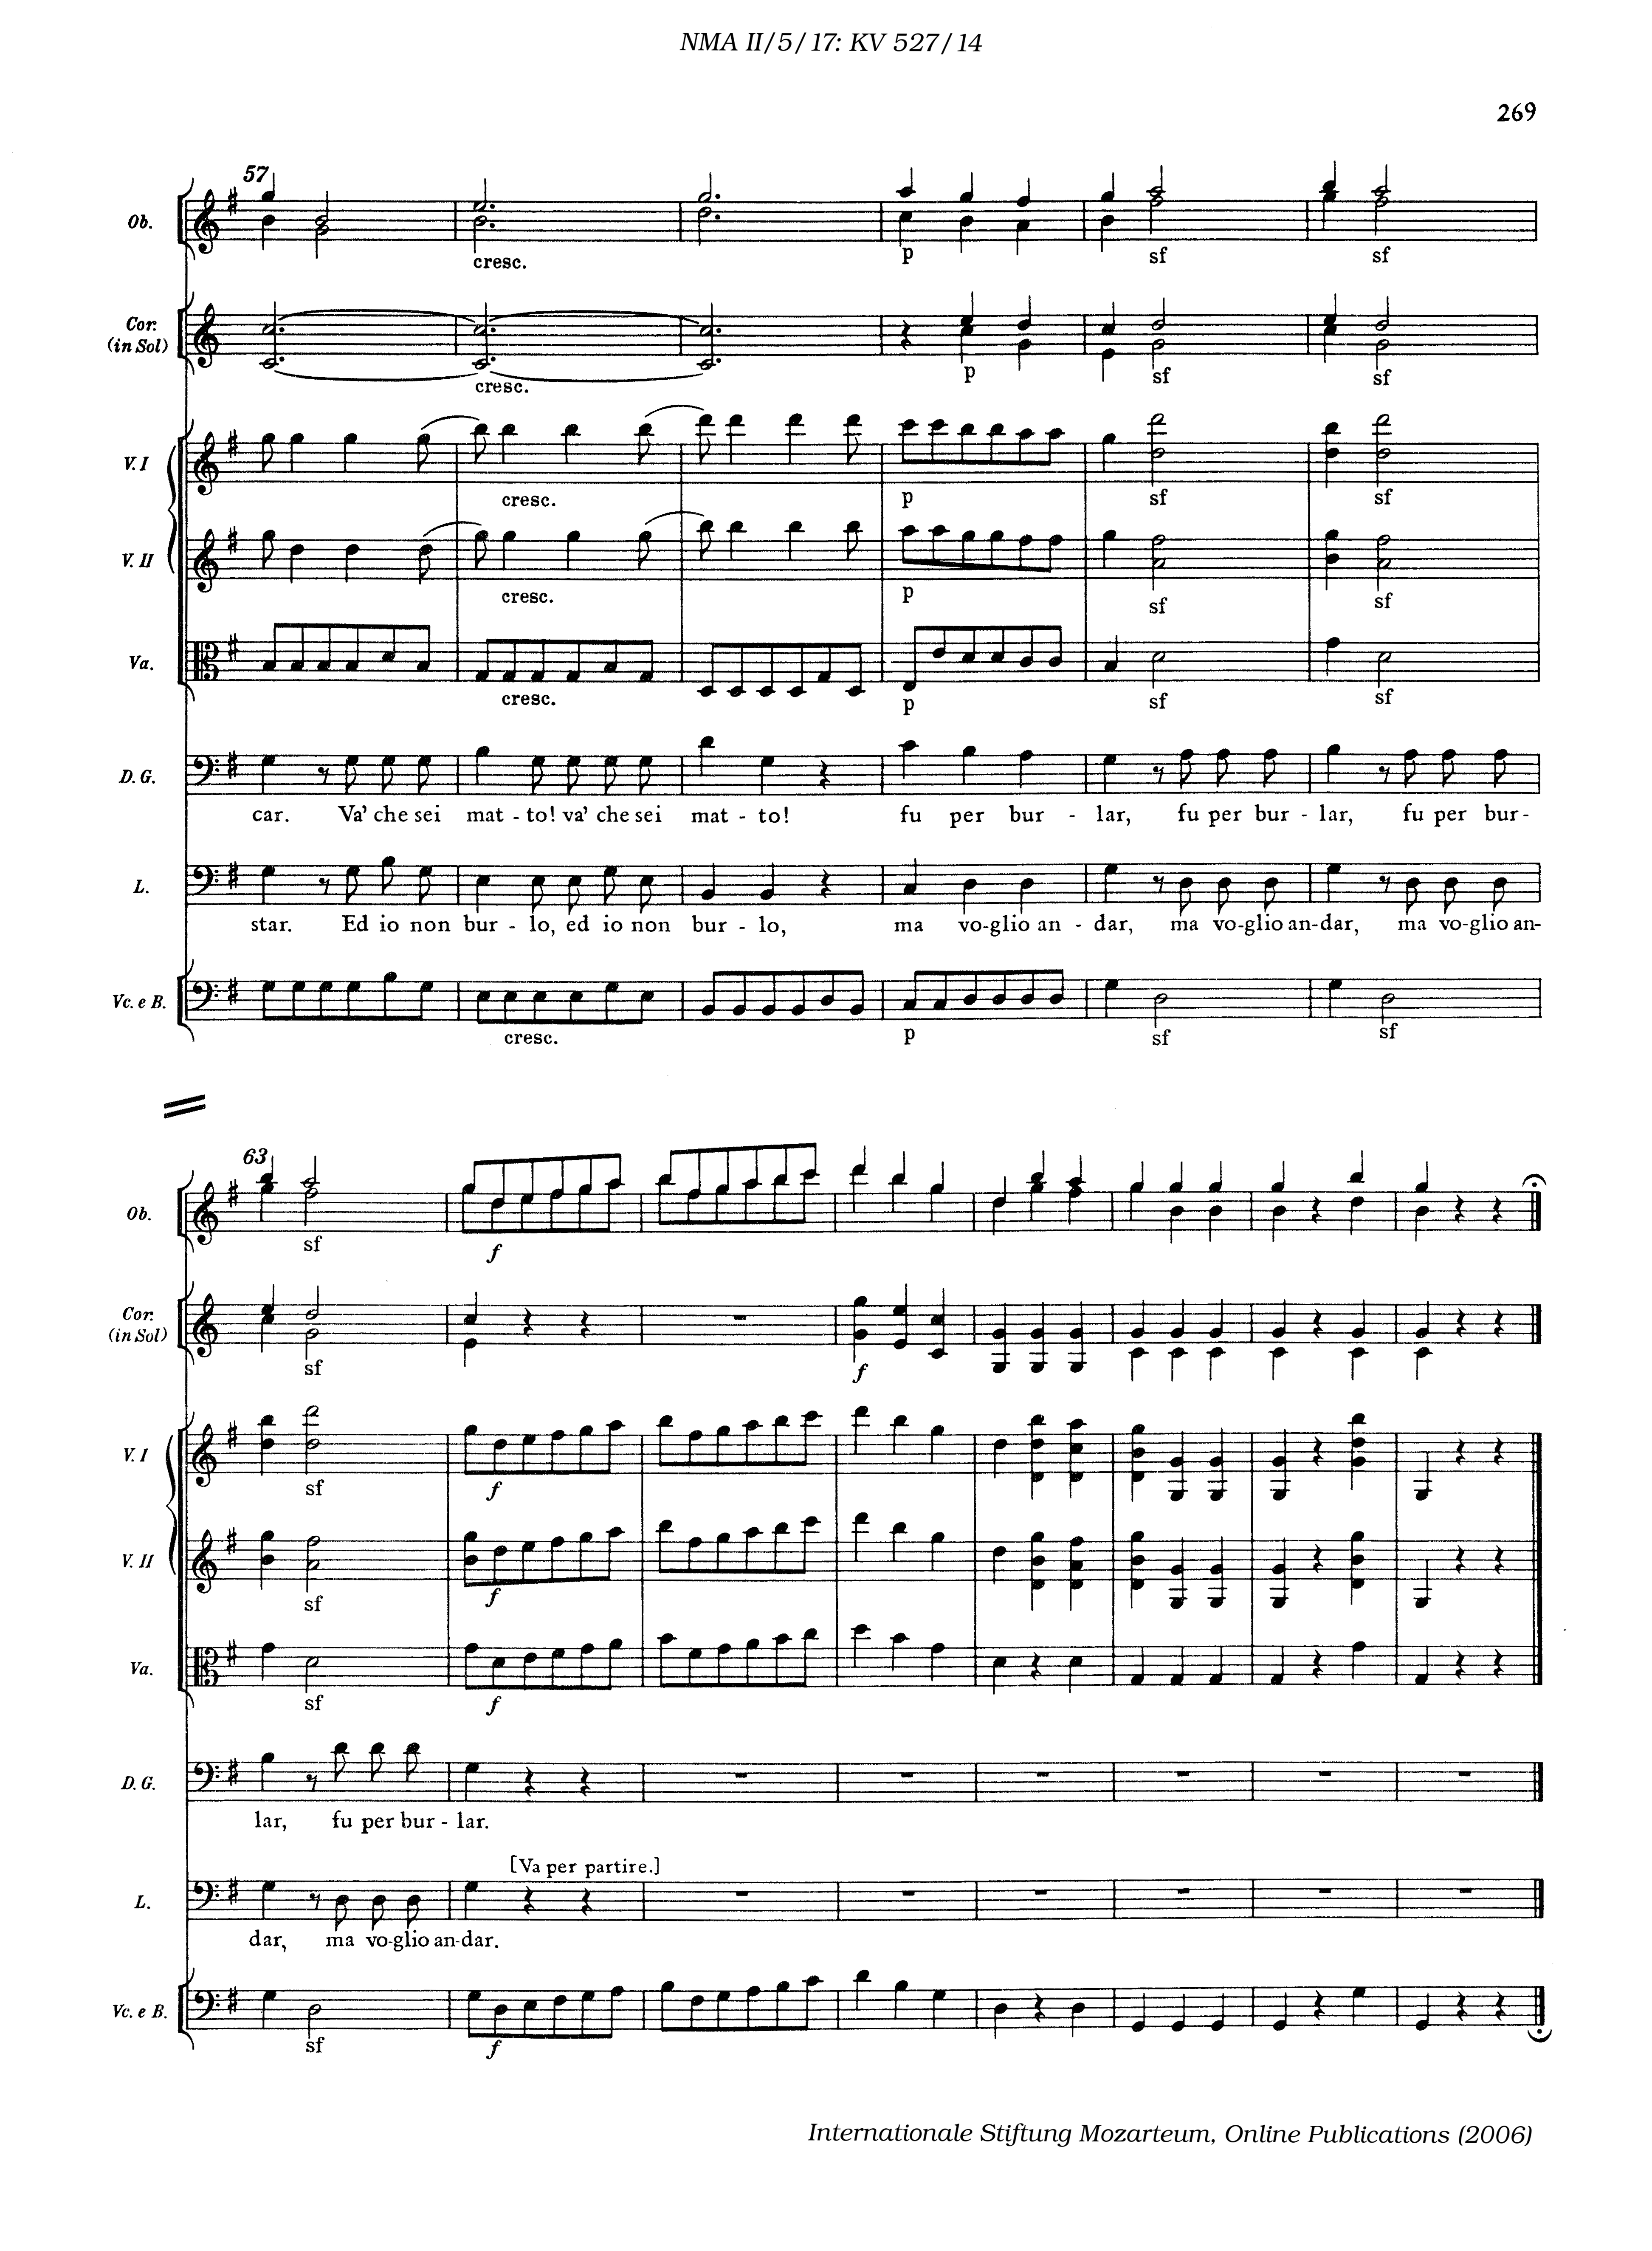 NMA II/5/17: KV 527/14
269
57
Ob.
cresc.
p
sf
sf
Cor.
(in Sol)
cresc.
p
sf
sf
V. I
cresc.
p
sf
sf
V. II
cresc.
p
sf
sf
Va.
cresc.
p
sf
sf
D. G.
car. Va' che sei mat - to! va' che sei mat - to! fu per bur - lar, fu per bur - lar, fu per bur -
L.
star. Ed io non bur - lo, ed io non bur - lo, ma vo-glio an - dar, ma vo-glio an-dar, ma vo-glio an-
Vc. e B.
cresc.
p
sf
sf
63
Ob.
sf
f
Cor.
(in Sol)
sf
f
V. I
sf
f
V. II
sf
f
Va.
sf
f
D. G.
lar, fu per bur - lar.
[Va per partire.]
L.
dar, ma vo-glio an-dar.
Vc. e B.
sf
f
Internationale Stiftung Mozarteum, Online Publications (2006)